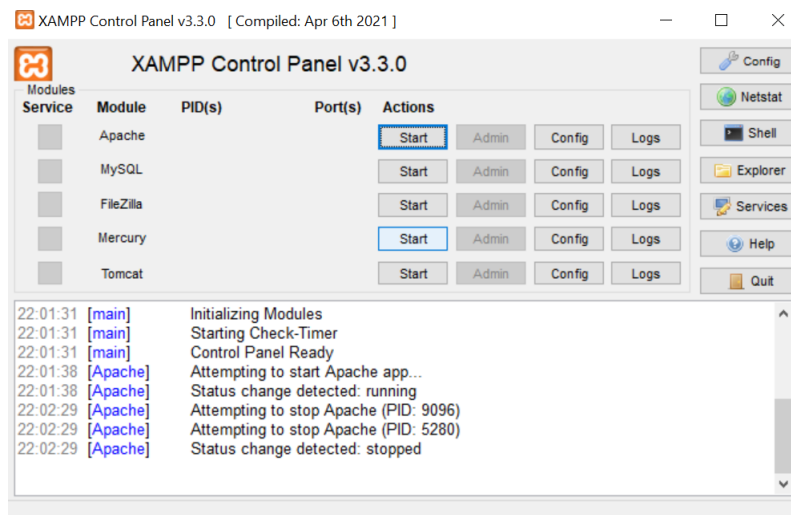 XAMPP Control Panel v3.3.0 [ Compiled: Apr 6th 2021 ]
XAMPP Control Panel v3.3.0
Config
Modules
Service Module PID(s) Port(s) Actions
Netstat
Apache Start Admin Config Logs
Shell
MySQL Start Admin Config Logs
Explorer
FileZilla Start Admin Config Logs
Services
Mercury Start Admin Config Logs
Help
Tomcat Start Admin Config Logs
Quit
22:01:31 [main] Initializing Modules
22:01:31 [main] Starting Check-Timer
22:01:31 [main] Control Panel Ready
22:01:38 [Apache] Attempting to start Apache app...
22:01:38 [Apache] Status change detected: running
22:02:29 [Apache] Attempting to stop Apache (PID: 9096)
22:02:29 [Apache] Attempting to stop Apache (PID: 5280)
22:02:29 [Apache] Status change detected: stopped